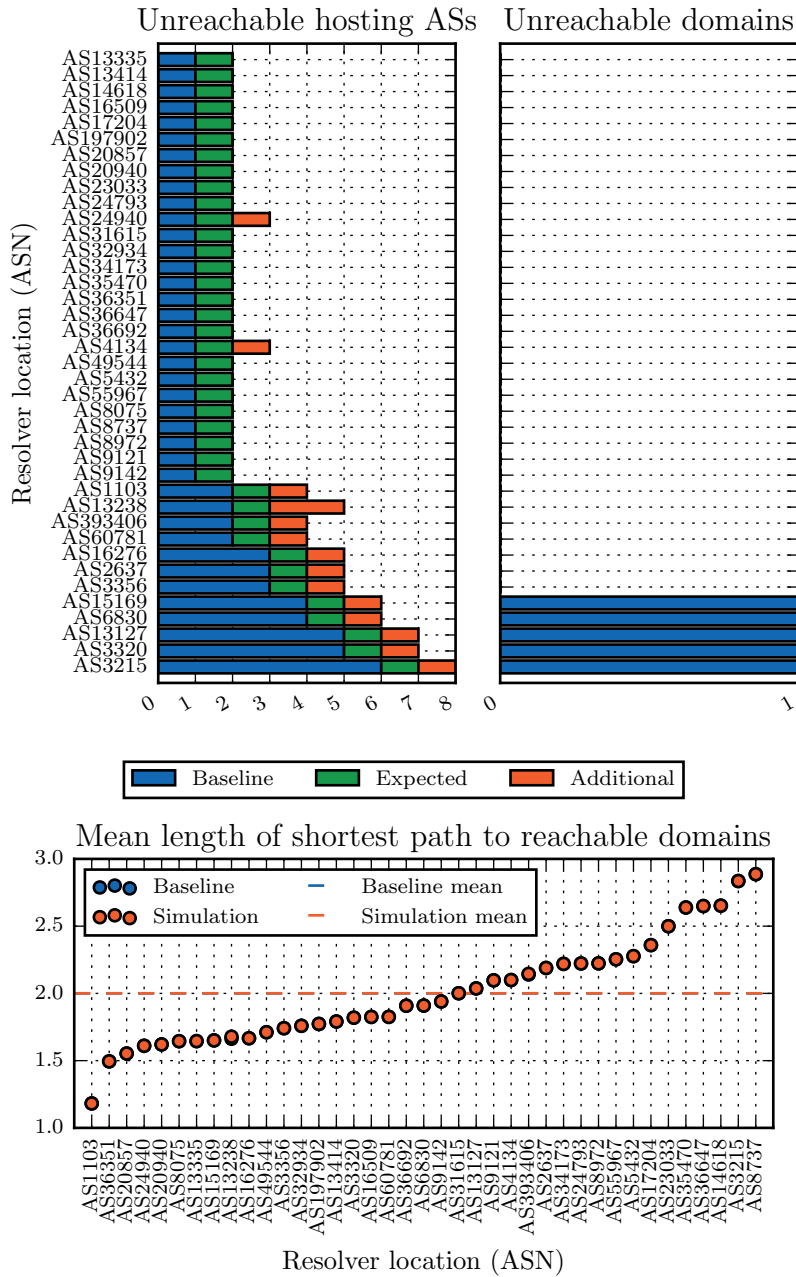 Unreachable hosting ASs
Unreachable domains
Resolver location (ASN)
AS13335
AS13414
AS14618
AS16509
AS17204
AS197902
AS20857
AS20940
AS23033
AS24793
AS24940
AS31615
AS32934
AS34173
AS35470
AS36351
AS36647
AS36692
AS4134
AS49544
AS5432
AS55967
AS8075
AS8737
AS8972
AS9121
AS9142
AS1103
AS13238
AS393406
AS60781
AS16276
AS2637
AS3356
AS15169
AS6830
AS13127
AS3320
AS3215
0 1 2 3 4 5 6 7 8
0 1
Baseline Expected Additional
Mean length of shortest path to reachable domains
3.0
2.5
2.0
1.5
1.0
Baseline Baseline mean
Simulation Simulation mean
AS1103
AS36351
AS20857
AS24940
AS20940
AS8075
AS13335
AS15169
AS13238
AS16276
AS49544
AS3356
AS32934
AS197902
AS13414
AS3320
AS16509
AS60781
AS36692
AS6830
AS9142
AS31615
AS13127
AS9121
AS4134
AS393406
AS2637
AS34173
AS24793
AS8972
AS55967
AS5432
AS17204
AS23033
AS35470
AS36647
AS14618
AS3215
AS8737
Resolver location (ASN)